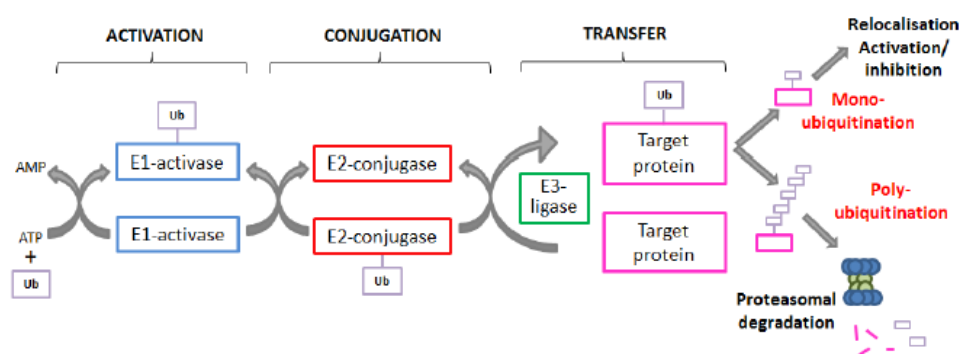 ACTIVATION
CONJUGATION
TRANSFER
Relocalisation
Activation/
inhibition
Ub
Ub
Mono-
ubiquitination
AMP
E1-activase
E2-conjugase
Target
protein
E3-
ligase
Poly-
ubiquitination
ATP
+
Ub
E1-activase
E2-conjugase
Ub
Target
protein
Proteasomal
degradation